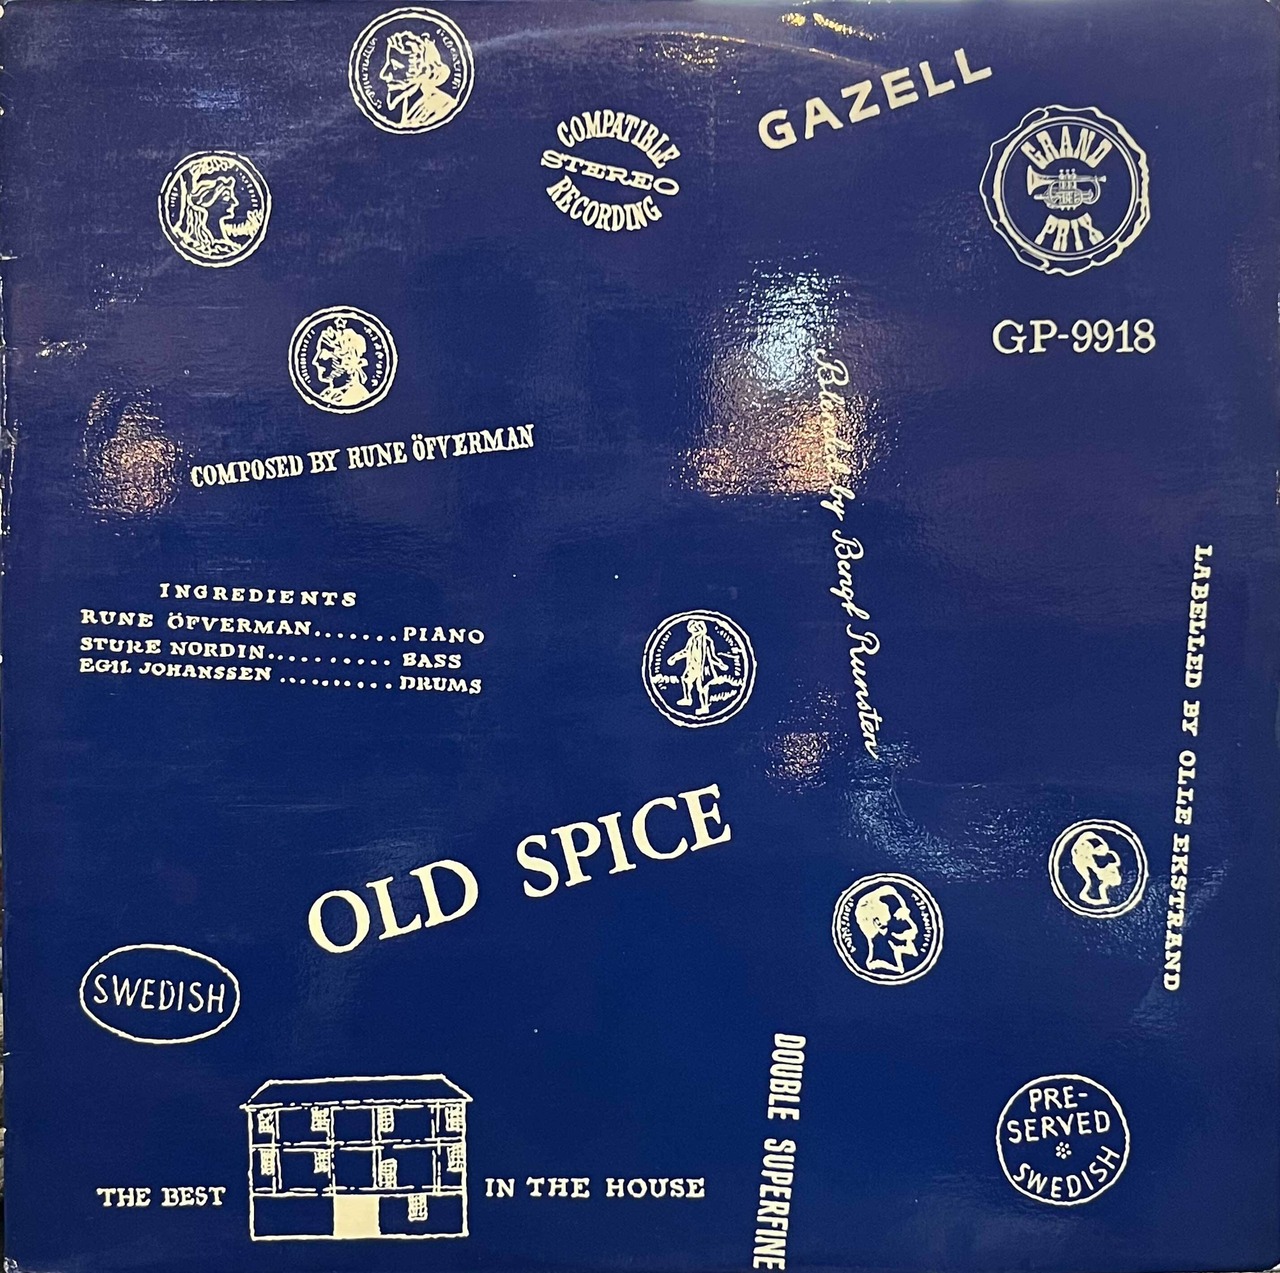 COMPATIBLE
STEREO
RECORDING
GAZELL
GRAND
PRIX
GP-9918
COMPOSED BY RUNE ÖFVERMAN
Blended by Bengt Runsten
LABELLED BY OLLE EKSTRAND
INGREDIENTS
RUNE ÖFVERMAN.......PIANO
STURE NORDIN.......... BASS
EGIL JOHANSSEN ..........DRUMS
OLD SPICE
SWEDISH
THE BEST
IN THE HOUSE
DOUBLE SUPERFINE
PRE-
SERVED
SWEDISH